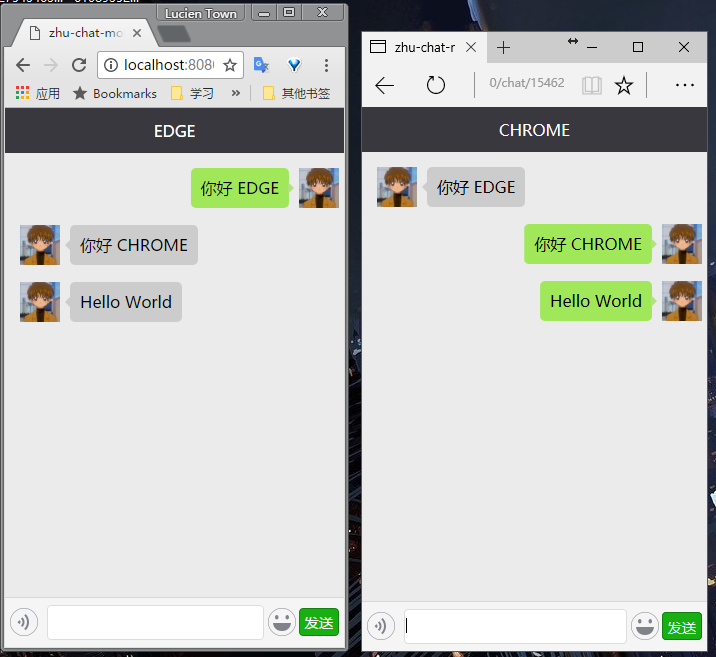 Lucien Town
zhu-chat-mo
localhost:808
应用
Bookmarks
学习
»
其他书签
EDGE
你好 EDGE
你好 CHROME
Hello World
发送
zhu-chat-r
0/chat/15462
CHROME
你好 EDGE
你好 CHROME
Hello World
发送